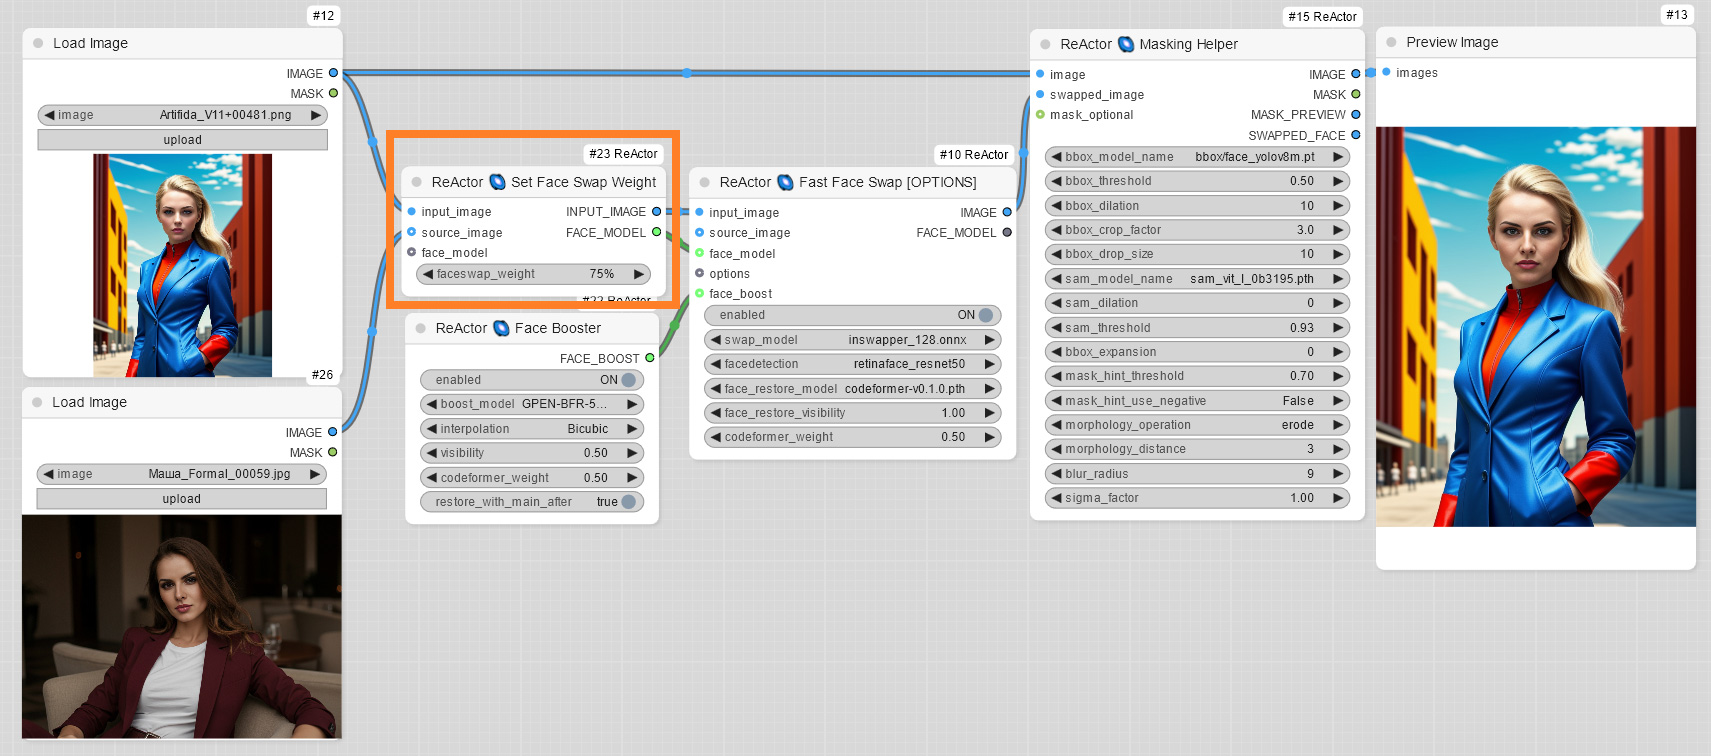 #12
Load Image
IMAGE
MASK
image Artifida_V11+00481.png
upload
#26
Load Image
IMAGE
MASK
image Маша_Formal_00059.jpg
upload
#23 ReActor
ReActor Set Face Swap Weight
input_image INPUT_IMAGE
source_image FACE_MODEL
face_model
faceswap_weight 75%
#22 ReActor
ReActor Face Booster
FACE_BOOST
enabled ON
boost_model GPEN-BFR-5...
interpolation Bicubic
visibility 0.50
codeformer_weight 0.50
restore_with_main_after true
#10 ReActor
ReActor Fast Face Swap [OPTIONS]
input_image IMAGE
source_image FACE_MODEL
face_model
options
face_boost
enabled ON
swap_model inswapper_128.onnx
facedetection retinaface_resnet50
face_restore_model codeformer-v0.1.0.pth
face_restore_visibility 1.00
codeformer_weight 0.50
#15 ReActor
ReActor Masking Helper
image IMAGE
swapped_image MASK
mask_optional MASK_PREVIEW
SWAPPED_FACE
bbox_model_name bbox/face_yolov8m.pt
bbox_threshold 0.50
bbox_dilation 10
bbox_crop_factor 3.0
bbox_drop_size 10
sam_model_name sam_vit_l_0b3195.pth
sam_dilation 0
sam_threshold 0.93
bbox_expansion 0
mask_hint_threshold 0.70
mask_hint_use_negative False
morphology_operation erode
morphology_distance 3
blur_radius 9
sigma_factor 1.00
#13
Preview Image
images